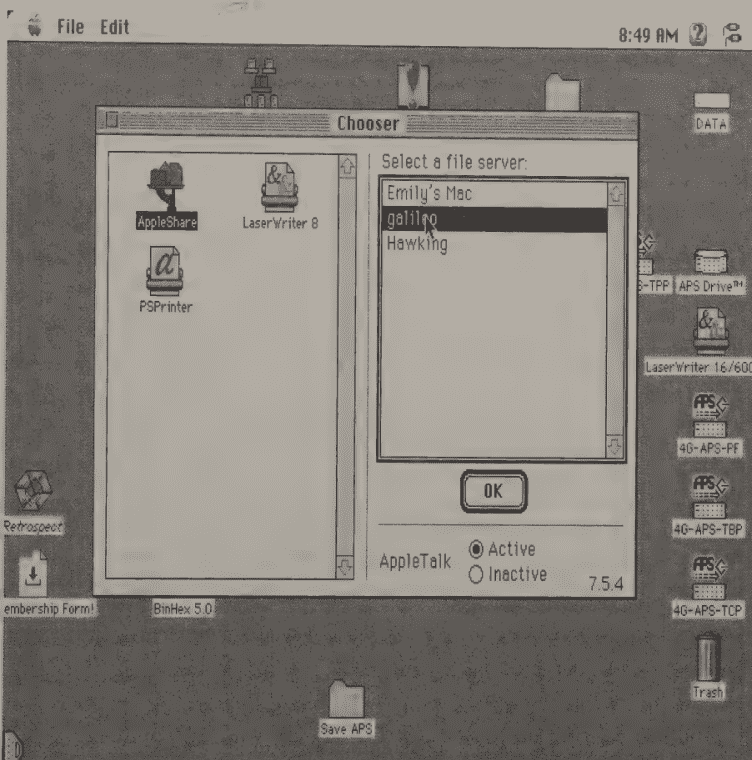 File Edit
8:49 AM
Chooser
DATA
Select a file server:
AppleShare
LaserWriter 8
PSPrinter
Emily's Mac
galileo
Hawking
S-TPP
APS Drive™
LaserWriter 16/600
4G-APS-PF
OK
Retrospect
4G-APS-TBP
AppleTalk
Active
Inactive
7.5.4
embership Form!
BinHex 5.0
4G-APS-TCP
Trash
Save APS